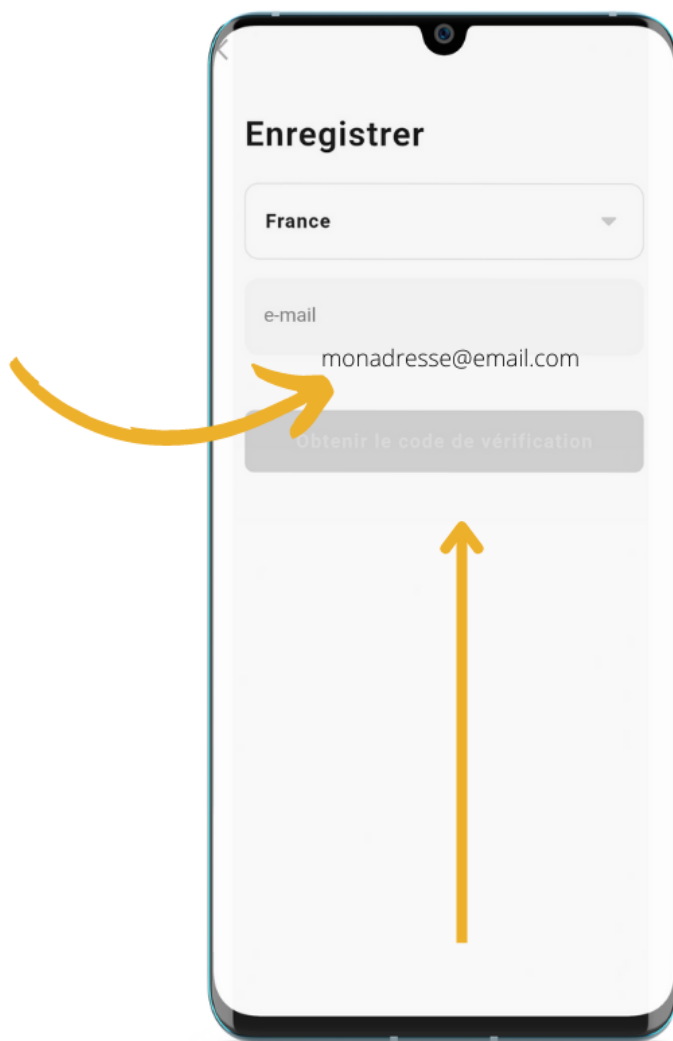 Enregistrer
France
e-mail
monadresse@email.com
Obtenir le code de vérification